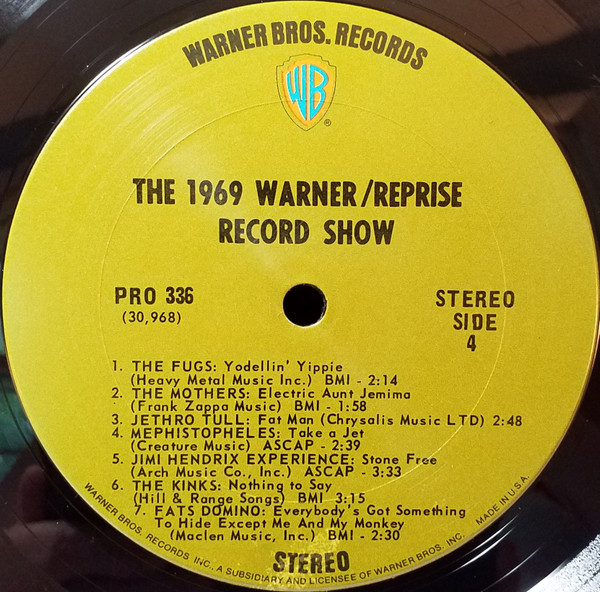 WARNER BROS. RECORDS
WB
®
THE 1969 WARNER/REPRISE
RECORD SHOW
PRO 336
(30,968)
STEREO
SIDE
4
1. THE FUGS: Yodellin' Yippie
(Heavy Metal Music Inc.) BMI - 2:14
2. THE MOTHERS: Electric Aunt Jemima
(Frank Zappa Music) BMI - 1:58
3. JETHRO TULL: Fat Man (Chrysalis Music LTD) 2:48
4. MEPHISTOPHELES: Take a Jet
(Creature Music) ASCAP - 2:39
5. JIMI HENDRIX EXPERIENCE: Stone Free
(Arch Music Co., Inc.) ASCAP - 3:33
6. THE KINKS: Nothing to Say
(Hill & Range Songs) BMI 3:15
7. FATS DOMINO: Everybody's Got Something
To Hide Except Me And My Monkey
(Maclen Music, Inc.) BMI - 2:30
STEREO
WARNER BROS. RECORDS INC., A SUBSIDIARY AND LICENSEE OF WARNER BROS. INC. MADE IN U.S.A.